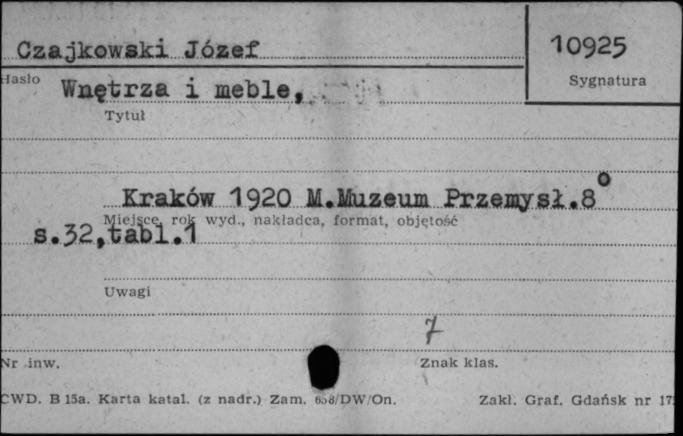 Czajkowski Józef
10925
Hasło
Sygnatura
Wnętrza i meble,
Tytuł
Kraków 1920 M.Muzeum Przemysł.8°
Miejsce, rok wyd., nakładca, format, objętość
s.32,tabl.1
Uwagi
7
Nr inw.
Znak klas.
CWD. B 15a. Karta katal. (z nadr.) Zam. /DW/On.
Zakł. Graf. Gdańsk nr